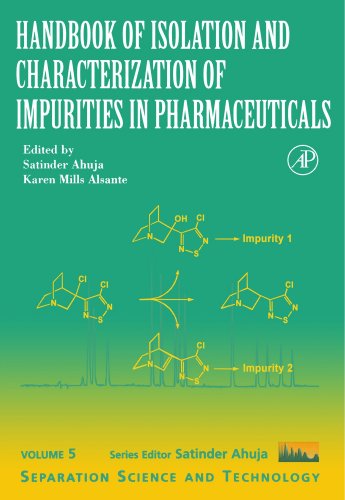 HANDBOOK OF ISOLATION AND
CHARACTERIZATION OF
IMPURITIES IN PHARMACEUTICALS
Edited by
Satinder Ahuja
Karen Mills Alsante
AP
OH Cl
N N N
S
Impurity 1
Cl Cl
N N N
S
Cl
N N N
S
Cl
N N N
S
Impurity 2
VOLUME 5 Series Editor Satinder Ahuja
SEPARATION SCIENCE AND TECHNOLOGY